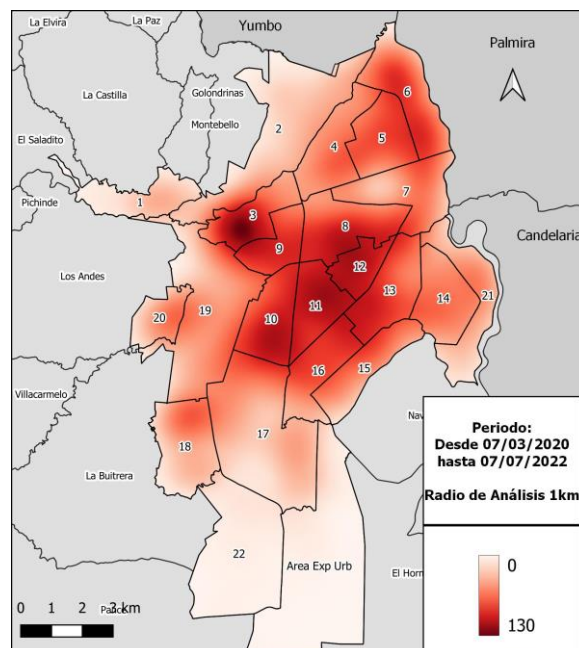 La Elvira
La Paz
Yumbo
Palmira
La Castilla
Golondrinas
Montebello
6
2
4
5
El Saladito
7
1
Pichinde
3
8
Candelaria
9
12
Los Andes
11
13
14
21
19
20
10
16
15
Villacarmelo
18
17
Periodo:
Desde 07/03/2020
hasta 07/07/2022
Radio de Análisis 1km
La Buitrera
22
Area Exp Urb
El Horn
0
130
0 1 2 3 km